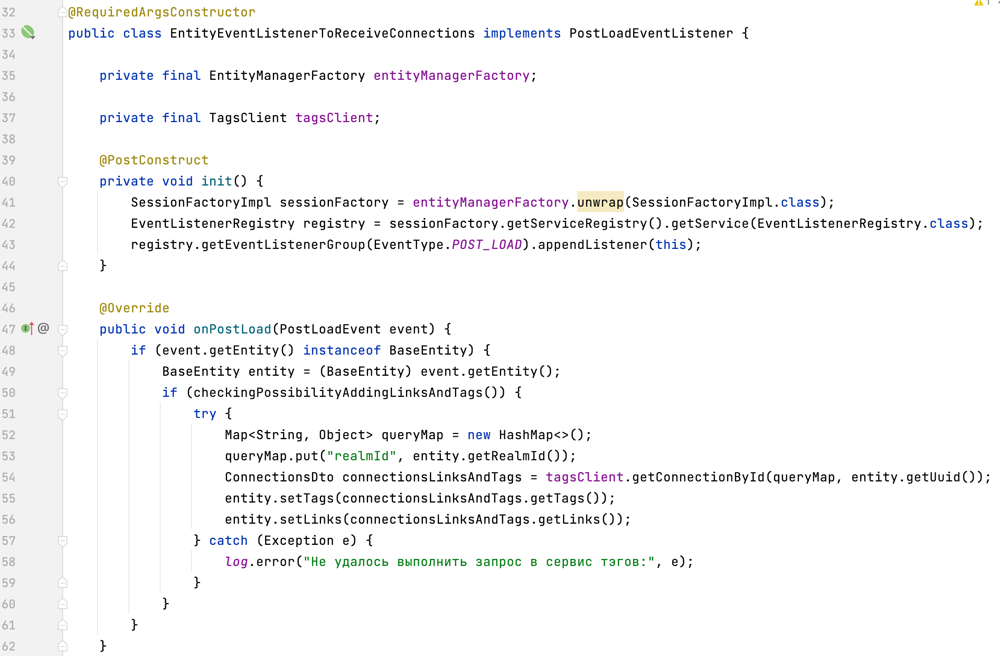 1
32 @RequiredArgsConstructor
33 public class EntityEventListenerToReceiveConnections implements PostLoadEventListener {
34
35 private final EntityManagerFactory entityManagerFactory;
36
37 private final TagsClient tagsClient;
38
39 @PostConstruct
40 private void init() {
41 SessionFactoryImpl sessionFactory = entityManagerFactory.unwrap(SessionFactoryImpl.class);
42 EventListenerRegistry registry = sessionFactory.getServiceRegistry().getService(EventListenerRegistry.class);
43 registry.getEventListenerGroup(EventType.POST_LOAD).appendListener(this);
44 }
45
46 @Override
47 @ public void onPostLoad(PostLoadEvent event) {
48 if (event.getEntity() instanceof BaseEntity) {
49 BaseEntity entity = (BaseEntity) event.getEntity();
50 if (checkingPossibilityAddingLinksAndTags()) {
51 try {
52 Map<String, Object> queryMap = new HashMap<>();
53 queryMap.put("realmId", entity.getRealmId());
54 ConnectionsDto connectionsLinksAndTags = tagsClient.getConnectionById(queryMap, entity.getUuid());
55 entity.setTags(connectionsLinksAndTags.getTags());
56 entity.setLinks(connectionsLinksAndTags.getLinks());
57 } catch (Exception e) {
58 log.error("Не удалось выполнить запрос в сервис тэгов:", e);
59 }
60 }
61 }
62 }